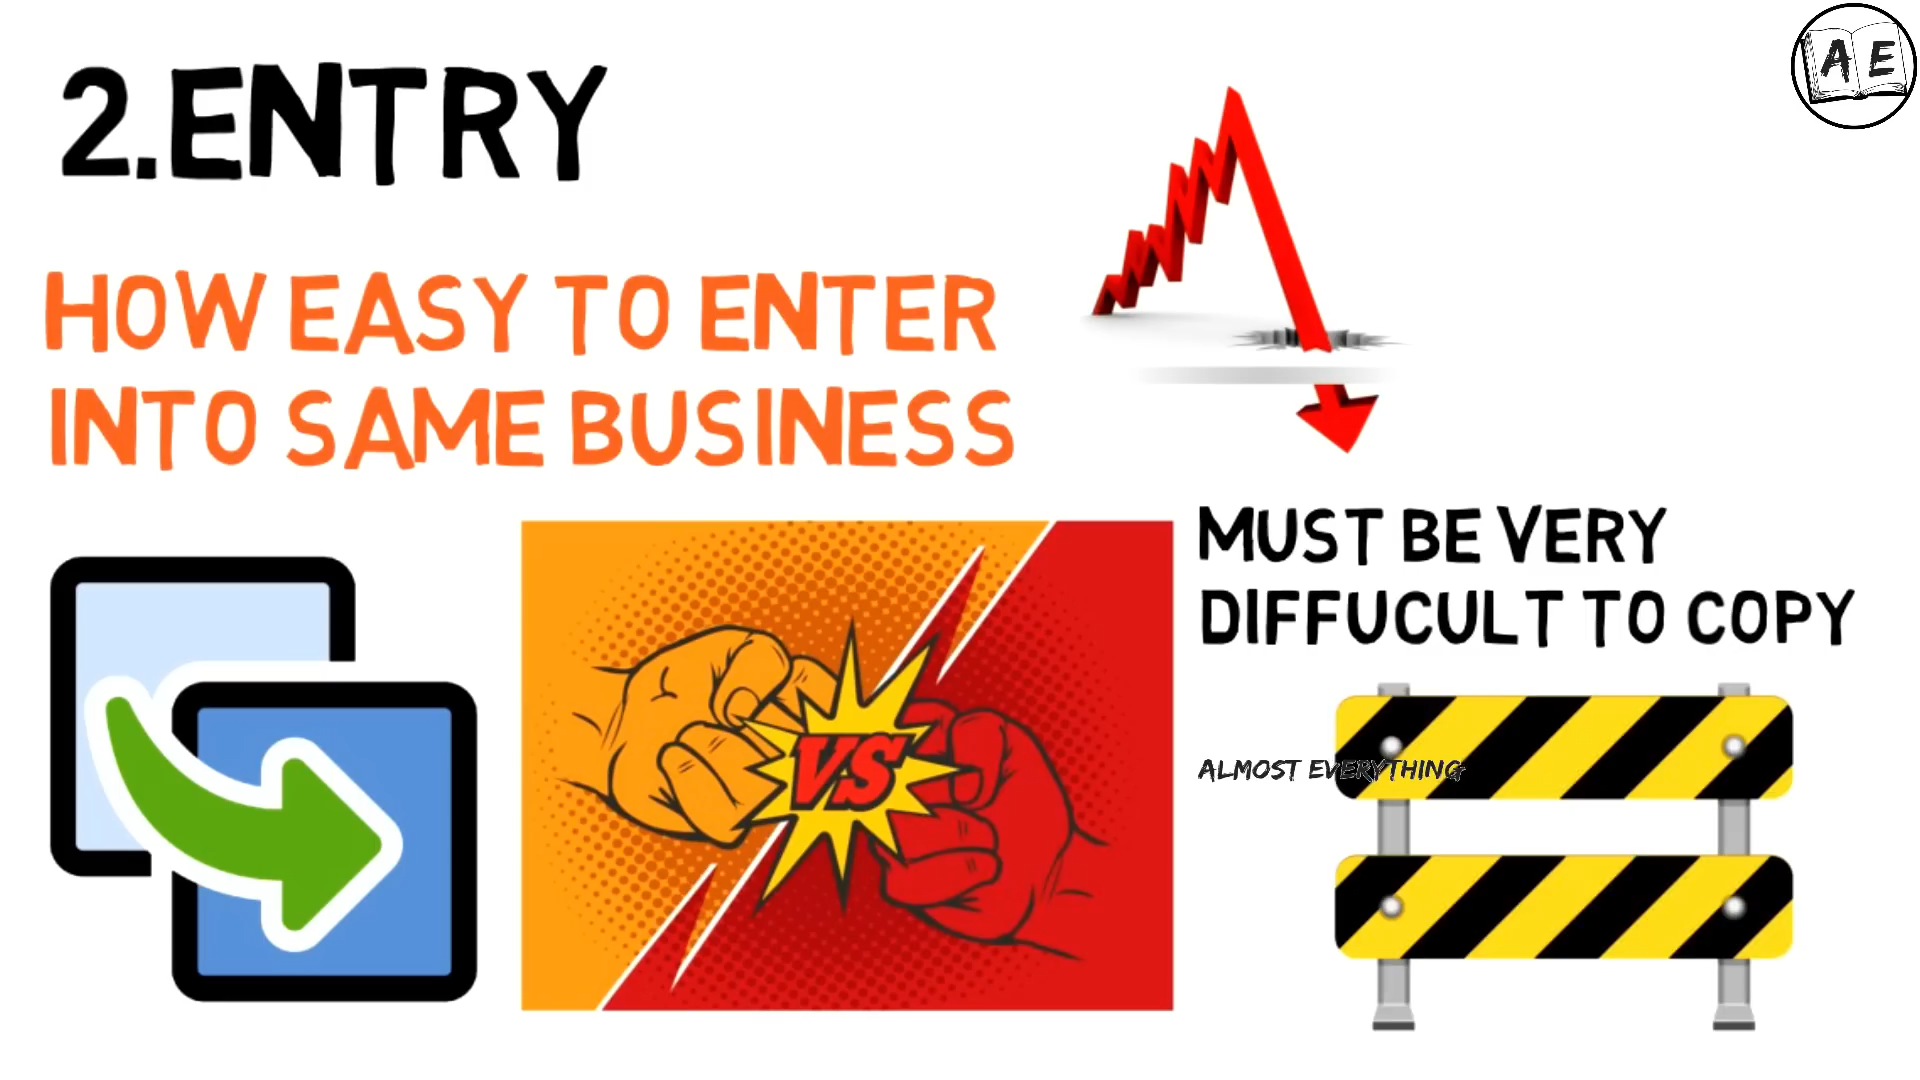 2.ENTRY
HOW EASY TO ENTER
INTO SAME BUSINESS
MUST BE VERY
DIFFUCULT TO COPY
ALMOST EVERYTHING
VS
A E